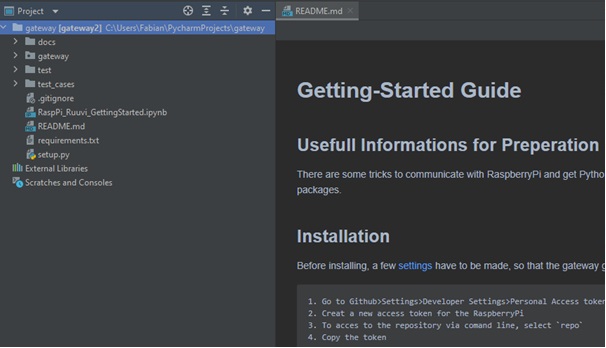 Project
README.md
gateway [gateway2] C:\Users\Fabian\PycharmProjects\gateway
docs
gateway
test
test_cases
.gitignore
RaspPi_Ruuvi_GettingStarted.ipynb
README.md
requirements.txt
setup.py
External Libraries
Scratches and Consoles
Getting-Started Guide
Usefull Informations for Preperation
There are some tricks to communicate with RaspberryPi and get Pytho
packages.
Installation
Before installing, a few settings have to be made, so that the gateway g
1. Go to Github>Settings>Developer Settings>Personal Access token
2. Creat a new access token for the RaspberryPi
3. To acces to the repository via comand line, select `repo`
4. Copy the token